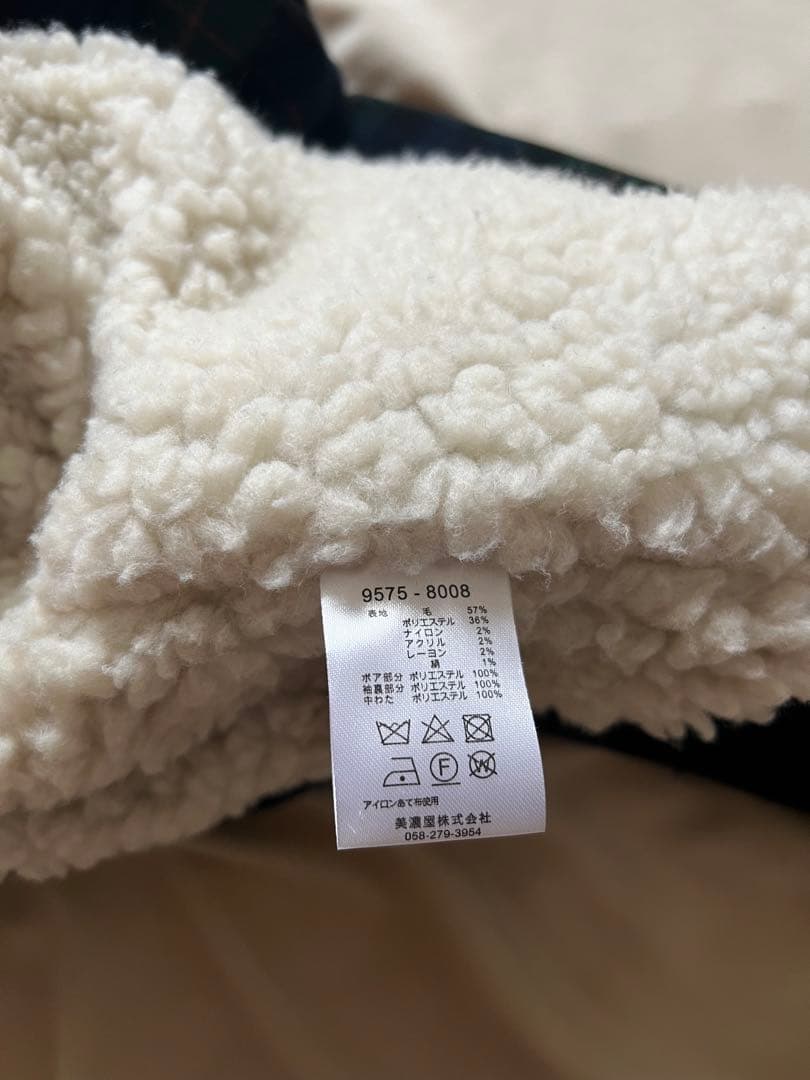 9575 - 8008
表地 毛 57%
ポリエステル 36%
ナイロン 2%
アクリル 2%
レーヨン 2%
絹 1%
ボア部分 ポリエステル 100%
袖裏部分 ポリエステル 100%
中わた ポリエステル 100%
F W
アイロンあて布使用
美濃屋株式会社
058-279-3954